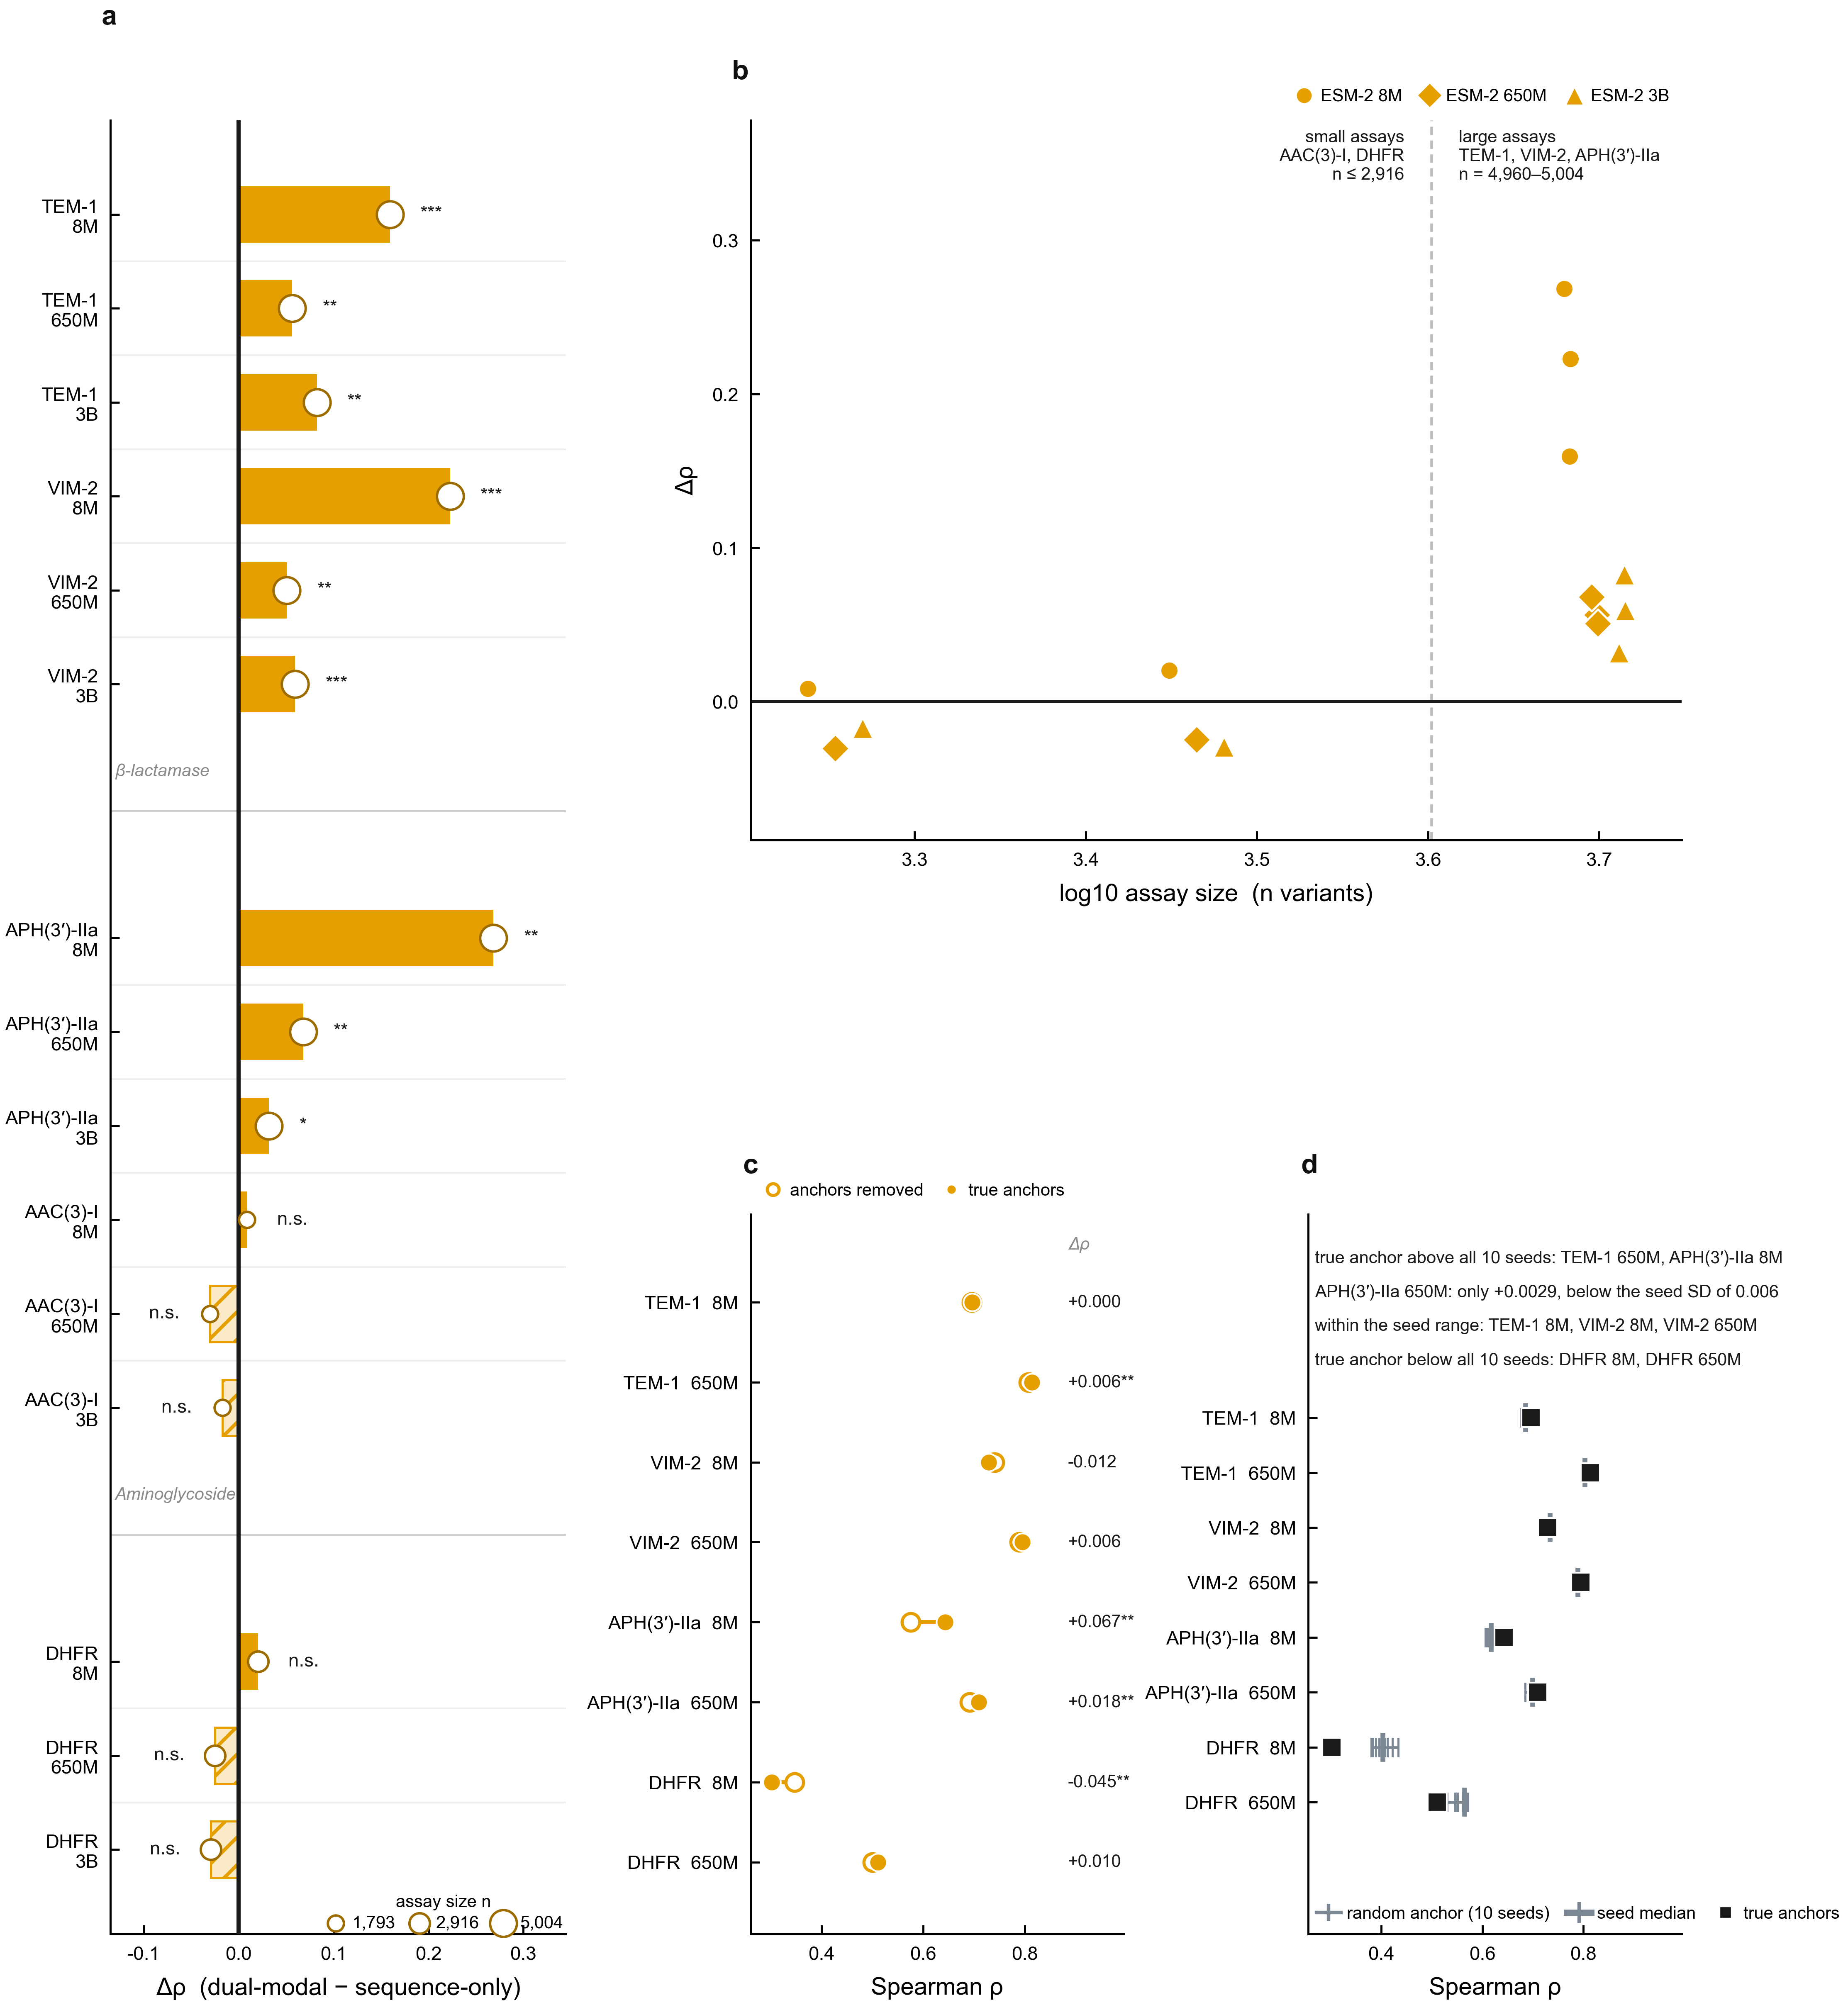 a
TEM-1
8M
***
TEM-1
650M
**
TEM-1
3B
**
VIM-2
8M
***
VIM-2
650M
**
VIM-2
3B
***
β-lactamase
APH(3′)-IIa
8M
**
APH(3′)-IIa
650M
**
APH(3′)-IIa
3B
*
AAC(3)-I
8M
n.s.
AAC(3)-I
650M
n.s.
AAC(3)-I
3B
n.s.
Aminoglycoside
DHFR
8M
n.s.
DHFR
650M
n.s.
DHFR
3B
n.s.
assay size n
1,793 2,916 5,004
-0.1 0.0 0.1 0.2 0.3
Δρ (dual-modal − sequence-only)
b
ESM-2 8M ESM-2 650M ESM-2 3B
small assays
AAC(3)-I, DHFR
n ≤ 2,916
large assays
TEM-1, VIM-2, APH(3′)-IIa
n = 4,960–5,004
0.3
0.2
0.1
0.0
Δρ
3.3 3.4 3.5 3.6 3.7
log10 assay size (n variants)
c
anchors removed true anchors
Δρ
TEM-1 8M +0.000
TEM-1 650M +0.006**
VIM-2 8M -0.012
VIM-2 650M +0.006
APH(3′)-IIa 8M +0.067**
APH(3′)-IIa 650M +0.018**
DHFR 8M -0.045**
DHFR 650M +0.010
0.4 0.6 0.8
Spearman ρ
d
true anchor above all 10 seeds: TEM-1 650M, APH(3′)-IIa 8M
APH(3′)-IIa 650M: only +0.0029, below the seed SD of 0.006
within the seed range: TEM-1 8M, VIM-2 8M, VIM-2 650M
true anchor below all 10 seeds: DHFR 8M, DHFR 650M
TEM-1 8M
TEM-1 650M
VIM-2 8M
VIM-2 650M
APH(3′)-IIa 8M
APH(3′)-IIa 650M
DHFR 8M
DHFR 650M
random anchor (10 seeds) seed median true anchors
0.4 0.6 0.8
Spearman ρ